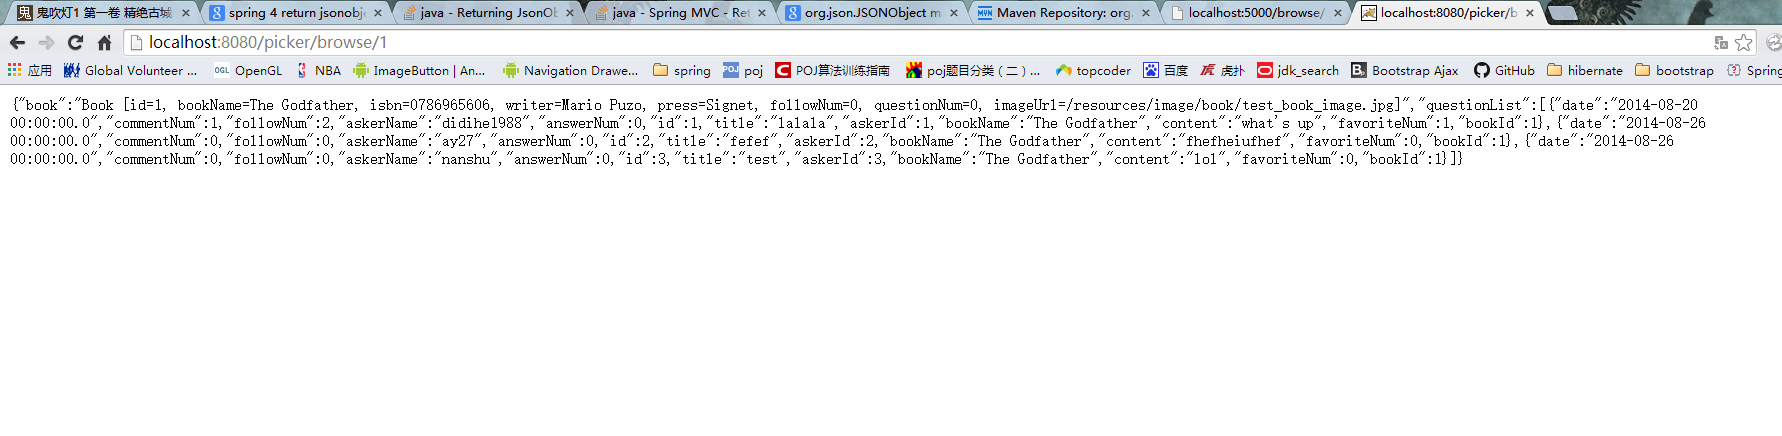 鬼吹灯1 第一卷 精绝古城
spring 4 return jsonobje
java - Returning JsonOb
java - Spring MVC - Ret
org.json.JSONObject m
Maven Repository: org.
localhost:5000/browse/
localhost:8080/picker/b
localhost:8080/picker/browse/1
应用 Global Volunteer ... OpenGL NBA ImageButton | An... Navigation Drawe... spring poj POJ算法训练指南 poj题目分类（二）... topcoder 百度 虎扑 jdk_search Bootstrap Ajax GitHub hibernate bootstrap Spring
{"book":"Book [id=1, bookName=The Godfather, isbn=0786965606, writer=Mario Puzo, press=Signet, followNum=0, questionNum=0, imageUrl=/resources/image/book/test_book_image.jpg]","questionList":[{"date":"2014-08-20
00:00:00.0","commentNum":1,"followNum":2,"askerName":"didihe1988","answerNum":0,"id":1,"title":"lalala","askerId":1,"bookName":"The Godfather","content":"what's up","favoriteNum":1,"bookId":1},{"date":"2014-08-26
00:00:00.0","commentNum":0,"followNum":0,"askerName":"ay27","answerNum":0,"id":2,"title":"fefef","askerId":2,"bookName":"The Godfather","content":"fhefheiufhef","favoriteNum":0,"bookId":1},{"date":"2014-08-26
00:00:00.0","commentNum":0,"followNum":0,"askerName":"nanshu","answerNum":0,"id":3,"title":"test","askerId":3,"bookName":"The Godfather","content":"lol","favoriteNum":0,"bookId":1}]}